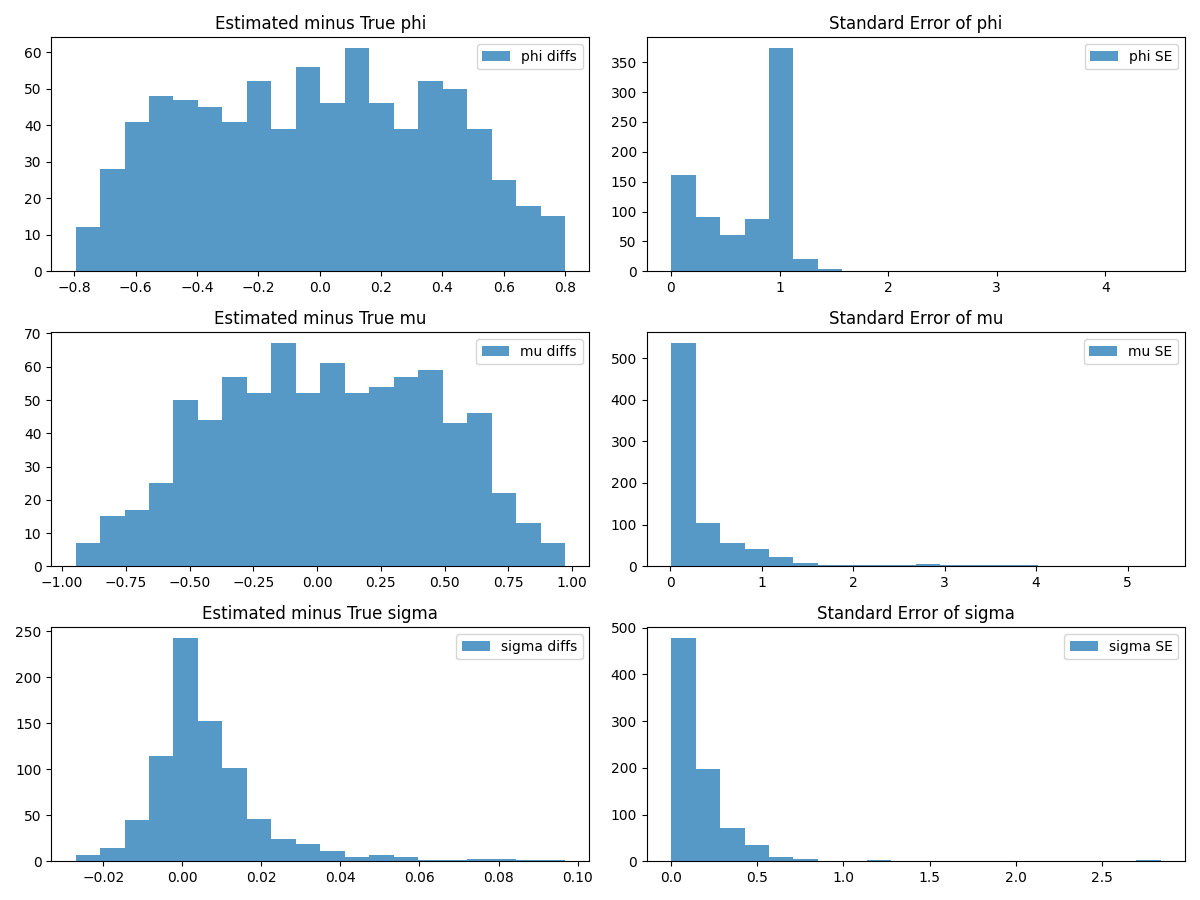 Estimated minus True phi
phi diffs
60
50
40
30
20
10
0
−0.8 −0.6 −0.4 −0.2 0.0 0.2 0.4 0.6 0.8
Standard Error of phi
phi SE
350
300
250
200
150
100
50
0
0 1 2 3 4
Estimated minus True mu
mu diffs
70
60
50
40
30
20
10
0
−1.00 −0.75 −0.50 −0.25 0.00 0.25 0.50 0.75 1.00
Standard Error of mu
mu SE
500
400
300
200
100
0
0 1 2 3 4 5
Estimated minus True sigma
sigma diffs
250
200
150
100
50
0
−0.02 0.00 0.02 0.04 0.06 0.08 0.10
Standard Error of sigma
sigma SE
500
400
300
200
100
0
0.0 0.5 1.0 1.5 2.0 2.5